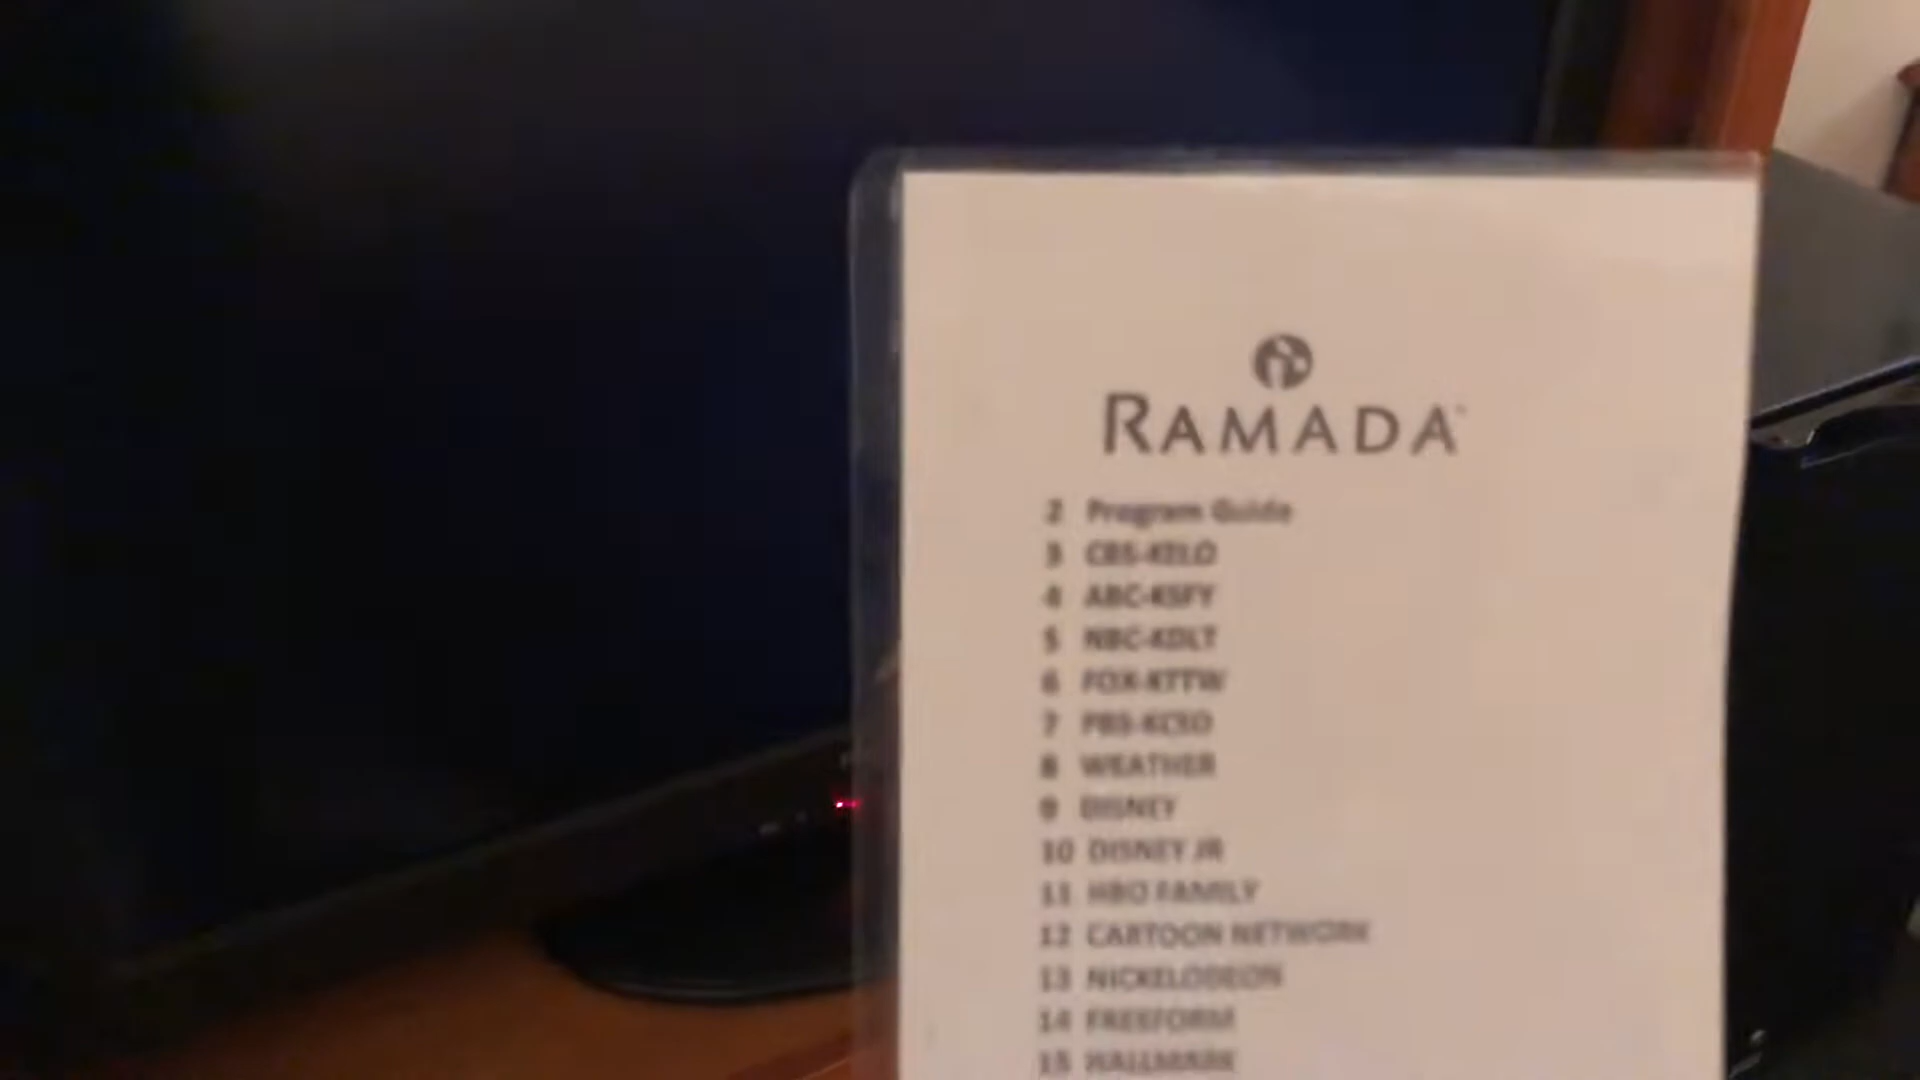 RAMADA
2 Program Guide
3 CBS-KELO
4 ABC-KSFY
5 NBC-KDLT
6 FOX-KTTW
7 PBS-KCSD
8 WEATHER
9 DISNEY
10 DISNEY JR
11 HBO FAMILY
12 CARTOON NETWORK
13 NICKELODEON
14 FREEFORM
15 HALLMARK